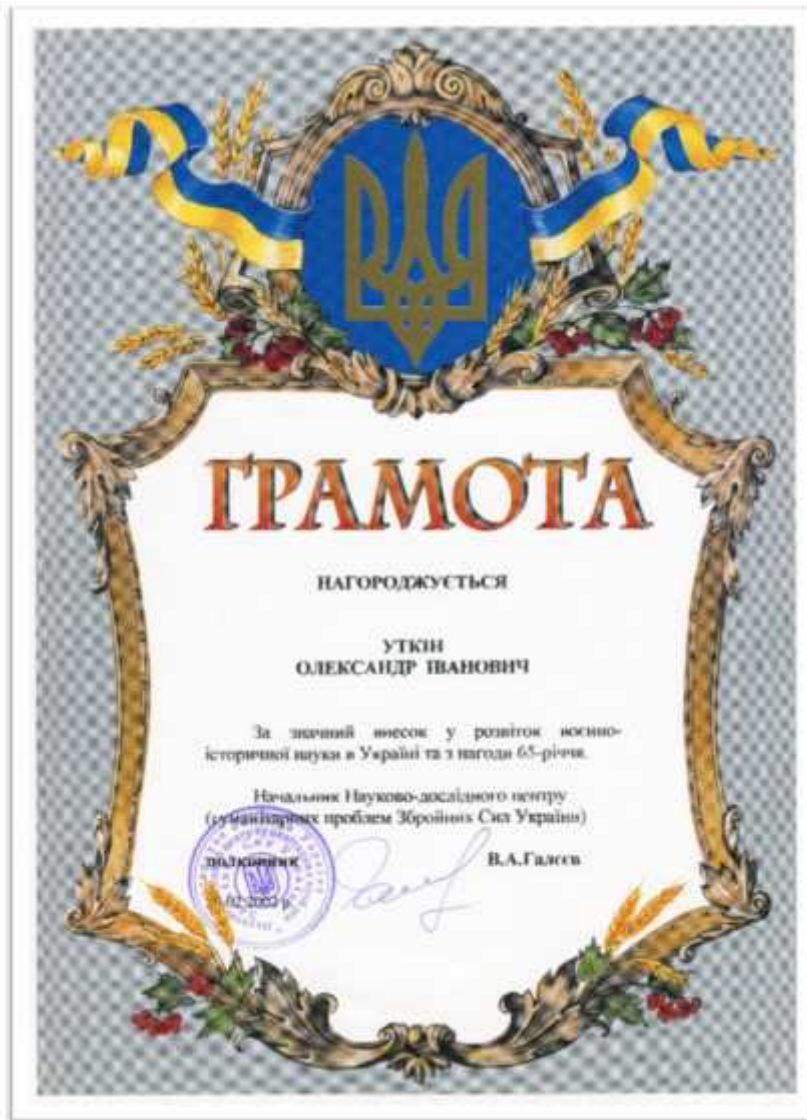 ГРАМОТА
НАГОРОДЖУЄТЬСЯ
УТКІН
ОЛЕКСАНДР ІВАНОВИЧ
За значний внесок у розвіток воєнно-
історичної науки в Україні та з нагоди 65-річчя.
Начальник Науково-дослідного центру
(гуманітарних проблем Збройних Сил України)
полковник В.А.Галєєв